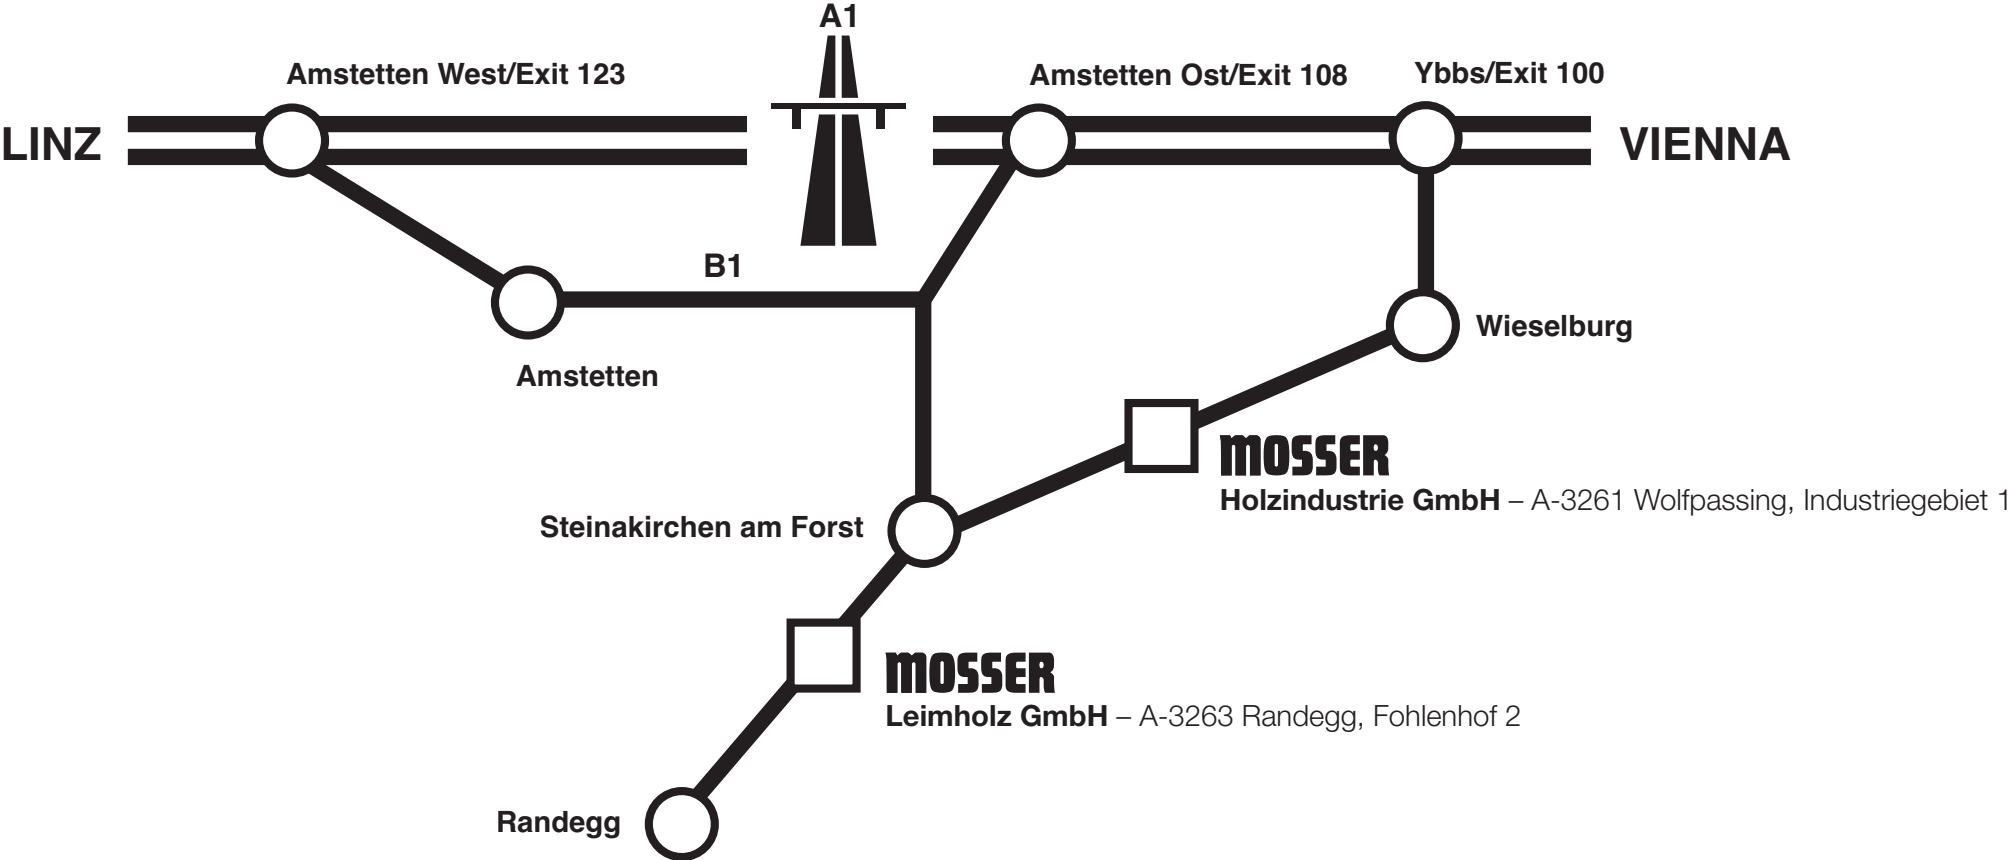 A1
Amstetten West/Exit 123
Amstetten Ost/Exit 108
Ybbs/Exit 100
LINZ
VIENNA
B1
Wieselburg
Amstetten
MOSSER
Holzindustrie GmbH – A-3261 Wolfpassing, Industriegebiet 1
Steinakirchen am Forst
MOSSER
Leimholz GmbH – A-3263 Randegg, Fohlenhof 2
Randegg